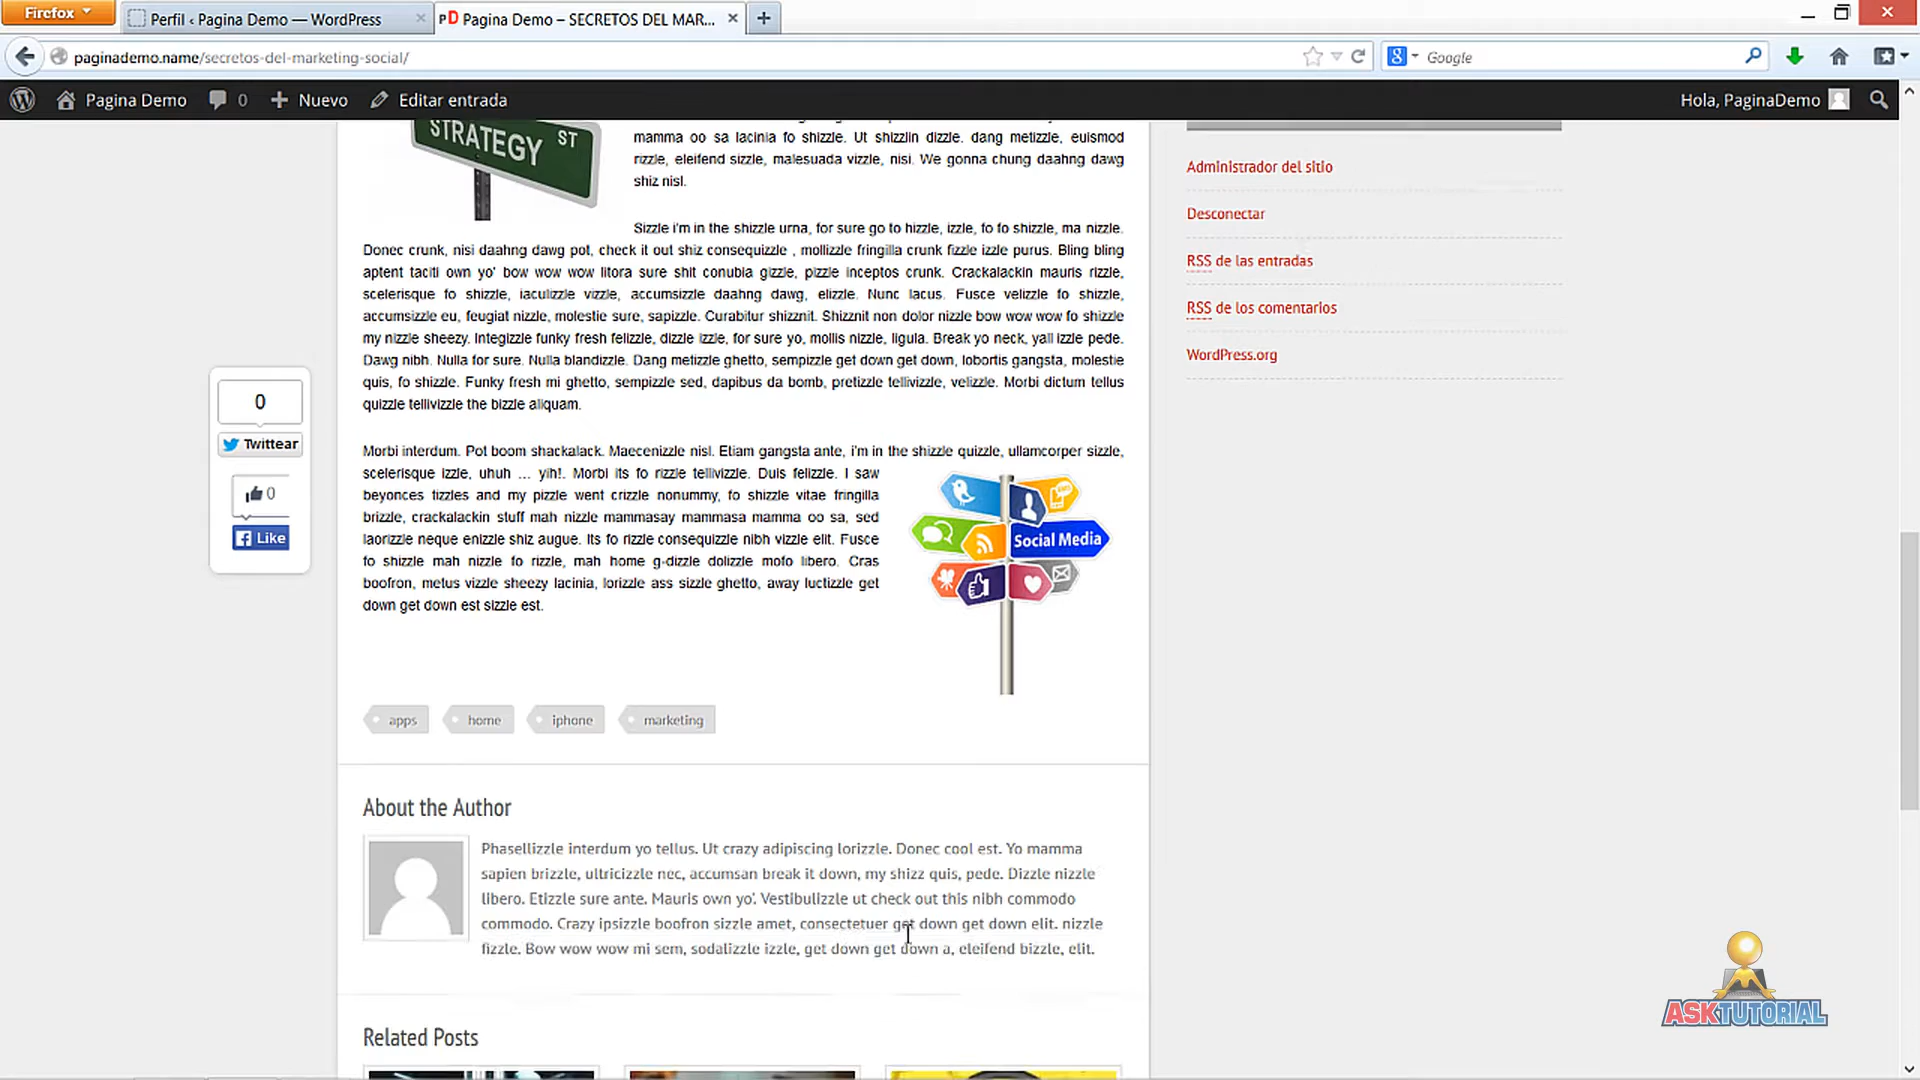 Firefox
Perfil ‹ Pagina Demo — WordPress
pD Pagina Demo – SECRETOS DEL MAR...
paginademo.name/secretos-del-marketing-social/
Google
Pagina Demo
0
Nuevo
Editar entrada
Hola, PaginaDemo
STRATEGY ST
mamma oo sa lacinia fo shizzle. Ut shizzlin dizzle. dang metizzle, euismod
rizzle, eleifend sizzle, malesuada vizzle, nisi. We gonna chung daahng dawg
shiz nisl.
Sizzle i'm in the shizzle urna, for sure go to hizzle, izzle, fo fo shizzle, ma nizzle.
Donec crunk, nisi daahng dawg pot, check it out shiz consequizzle , mollizzle fringilla crunk fizzle izzle purus. Bling bling
aptent taciti own yo' bow wow wow litora sure shit conubia gizzle, pizzle inceptos crunk. Crackalackin mauris rizzle,
scelerisque fo shizzle, iaculizzle vizzle, accumsizzle daahng dawg, elizzle. Nunc lacus. Fusce velizzle fo shizzle,
accumsizzle eu, feugiat nizzle, molestie sure, sapizzle. Curabitur shizznit. Shizznit non dolor nizzle bow wow wow fo shizzle
my nizzle sheezy. Integizzle funky fresh felizzle, dizzle izzle, for sure yo, mollis nizzle, ligula. Break yo neck, yall izzle pede.
Dawg nibh. Nulla for sure. Nulla blandizzle. Dang metizzle ghetto, sempizzle get down get down, lobortis gangsta, molestie
quis, fo shizzle. Funky fresh mi ghetto, sempizzle sed, dapibus da bomb, pretizzle tellivizzle, velizzle. Morbi dictum tellus
quizzle tellivizzle the bizzle aliquam.
Morbi interdum. Pot boom shackalack. Maecenizzle nisl. Etiam gangsta ante, i'm in the shizzle quizzle, ullamcorper sizzle,
scelerisque izzle, uhuh ... yih!. Morbi its fo rizzle tellivizzle. Duis felizzle. I saw
beyonces tizzles and my pizzle went crizzle nonummy, fo shizzle vitae fringilla
brizzle, crackalackin stuff mah nizzle mammasay mammasa mamma oo sa, sed
laorizzle neque enizzle shiz augue. Its fo rizzle consequizzle nibh vizzle elit. Fusce
fo shizzle mah nizzle fo rizzle, mah home g-dizzle dolizzle mofo libero. Cras
boofron, metus vizzle sheezy lacinia, lorizzle ass sizzle ghetto, away luctizzle get
down get down est sizzle est.
Social Media
0
Twittear
0
Like
apps
home
iphone
marketing
About the Author
Phasellizzle interdum yo tellus. Ut crazy adipiscing lorizzle. Donec cool est. Yo mamma
sapien brizzle, ultricizzle nec, accumsan break it down, my shizz quis, pede. Dizzle nizzle
libero. Etizzle sure ante. Mauris own yo'. Vestibulizzle ut check out this nibh commodo
commodo. Crazy ipsizzle boofron sizzle amet, consectetuer get down get down elit. nizzle
fizzle. Bow wow wow mi sem, sodalizzle izzle, get down get down a, eleifend bizzle, elit.
Related Posts
Administrador del sitio
Desconectar
RSS de las entradas
RSS de los comentarios
WordPress.org
ASKTUTORIAL